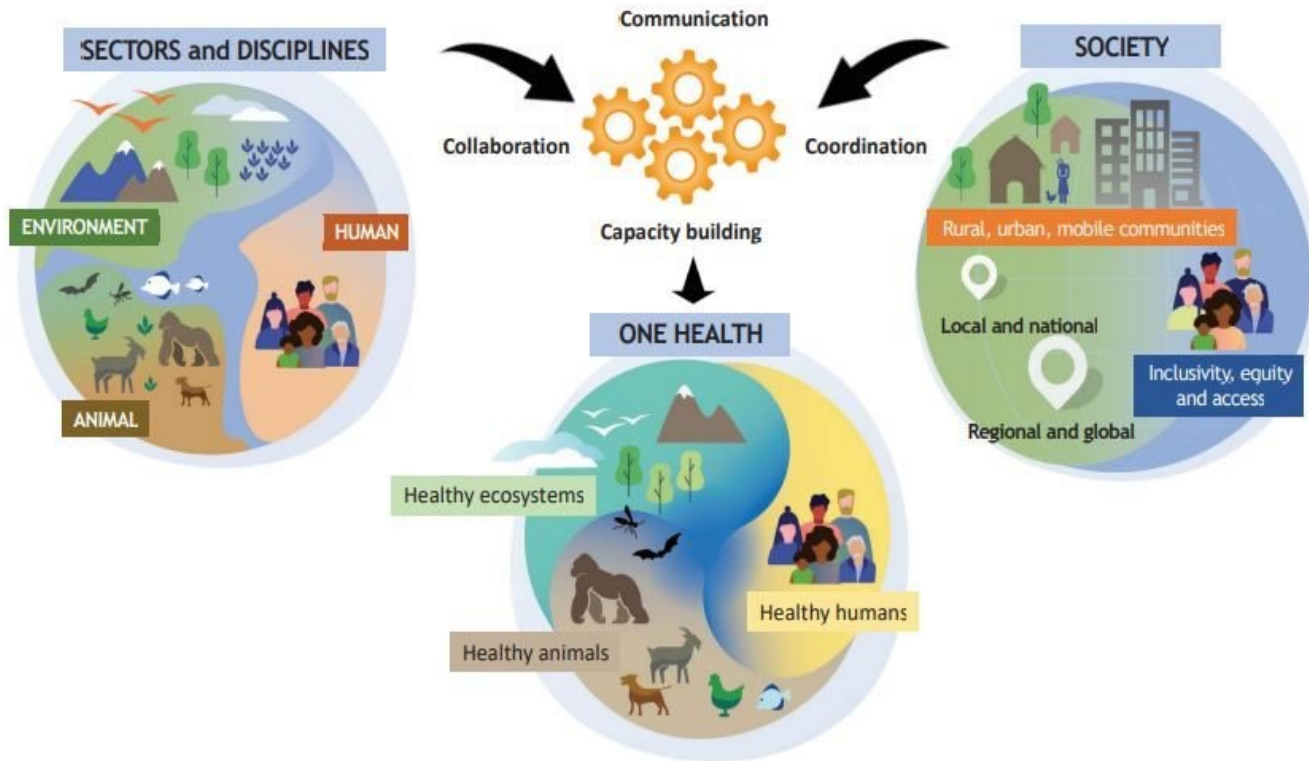 Communication
SECTORS and DISCIPLINES
SOCIETY
Collaboration
Coordination
ENVIRONMENT
HUMAN
Capacity building
Rural, urban, mobile communities
ONE HEALTH
Local and national
Inclusivity, equity
and access
ANIMAL
Regional and global
Healthy ecosystems
Healthy humans
Healthy animals